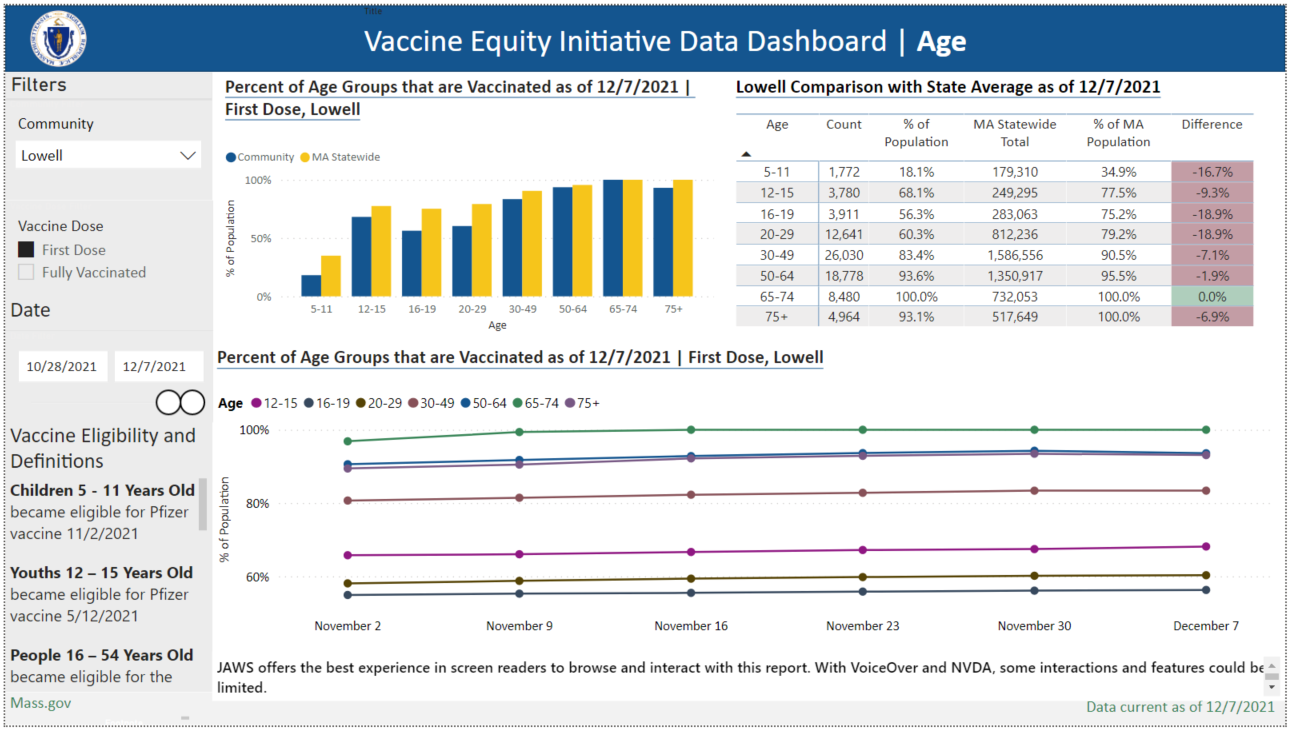 Title
Vaccine Equity Initiative Data Dashboard | Age
Filters
Community
Lowell
Vaccine Dose
First Dose
Fully Vaccinated
Date
10/28/2021 12/7/2021
Vaccine Eligibility and
Definitions
Children 5 - 11 Years Old
became eligible for Pfizer
vaccine 11/2/2021
Youths 12 – 15 Years Old
became eligible for Pfizer
vaccine 5/12/2021
People 16 – 54 Years Old
became eligible for the
Mass.gov
Percent of Age Groups that are Vaccinated as of 12/7/2021 |
First Dose, Lowell
Community MA Statewide
% of Population
100%
50%
0%
5-11 12-15 16-19 20-29 30-49 50-64 65-74 75+
Age
Lowell Comparison with State Average as of 12/7/2021
Age Count % of MA Statewide % of MA Difference
Population Total Population
5-11 1,772 18.1% 179,310 34.9% -16.7%
12-15 3,780 68.1% 249,295 77.5% -9.3%
16-19 3,911 56.3% 283,063 75.2% -18.9%
20-29 12,641 60.3% 812,236 79.2% -18.9%
30-49 26,030 83.4% 1,586,556 90.5% -7.1%
50-64 18,778 93.6% 1,350,917 95.5% -1.9%
65-74 8,480 100.0% 732,053 100.0% 0.0%
75+ 4,964 93.1% 517,649 100.0% -6.9%
Percent of Age Groups that are Vaccinated as of 12/7/2021 | First Dose, Lowell
Age 12-15 16-19 20-29 30-49 50-64 65-74 75+
% of Population
100%
80%
60%
November 2 November 9 November 16 November 23 November 30 December 7
JAWS offers the best experience in screen readers to browse and interact with this report. With VoiceOver and NVDA, some interactions and features could be
limited.
Data current as of 12/7/2021